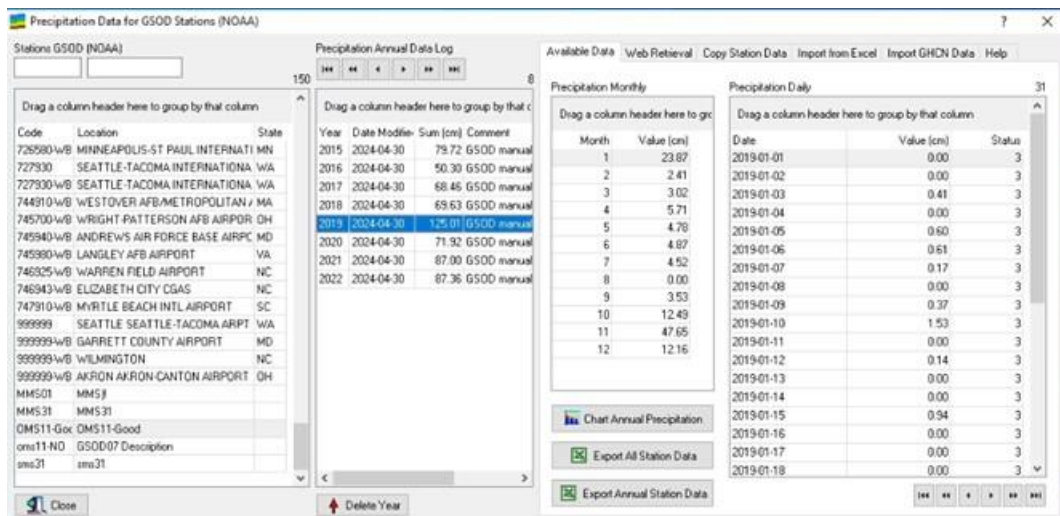 Precipitation Data for GSOD Stations (NOAA)
? X
Stations GSOD (NOAA)
150
Drag a column header here to group by that column
Code Location State
726580-WB MINNEAPOLIS-ST PAUL INTERNATI MN
727930 SEATTLE-TACOMA INTERNATIONA WA
727930-WB SEATTLE-TACOMA INTERNATIONA WA
744910-WB WESTOVER AFB/METROPOLITAN / MA
745700-WB WRIGHT-PATTERSON AFB AIRPOR OH
745940-WB ANDREWS AIR FORCE BASE AIRPC MD
745980-WB LANGLEY AFB AIRPORT VA
746925-WB WARREN FIELD AIRPORT NC
746943-WB ELIZABETH CITY CGAS NC
747910-WB MYRTLE BEACH INTL AIRPORT SC
999999 SEATTLE SEATTLE-TACOMA ARPT WA
999999-WB GARRETT COUNTY AIRPORT MD
999999-WB WILMINGTON NC
999999-WB AKRON AKRON-CANTON AIRPORT OH
MMS01
MMS31 MMS31
OMS11-Goc OMS11-Good
oms11-NO GSOD07 Description
sms31 sms31
Close
Precipitation Annual Data Log
8
Drag a column header here to group by that c
Year Date Modifie Sum (cm) Comment
2015 2024-04-30 79.72 GSOD manual
2016 2024-04-30 50.30 GSOD manual
2017 2024-04-30 68.46 GSOD manual
2018 2024-04-30 69.63 GSOD manual
2019 2024-04-30 125.01 GSOD manual
2020 2024-04-30 71.92 GSOD manual
2021 2024-04-30 87.00 GSOD manual
2022 2024-04-30 87.36 GSOD manual
Delete Year
Available Data Web Retrieval Copy Station Data Import from Excel Import GHCN Data Help
Precipitation Monthly
Drag a column header here to grc
Month Value (cm)
1 23.87
2 2.41
3 3.02
4 5.71
5 4.78
6 4.87
7 4.52
8 0.00
9 3.53
10 12.49
11 47.65
12 12.16
Chart Annual Precipitation
Export All Station Data
Export Annual Station Data
Precipitation Daily
31
Drag a column header here to group by that column
Date Value (cm) Status
2019-01-01 0.00 3
2019-01-02 0.00 3
2019-01-03 0.41 3
2019-01-04 0.00 3
2019-01-05 0.60 3
2019-01-06 0.61 3
2019-01-07 0.17 3
2019-01-08 0.00 3
2019-01-09 0.37 3
2019-01-10 1.53 3
2019-01-11 0.00 3
2019-01-12 0.14 3
2019-01-13 0.00 3
2019-01-14 0.00 3
2019-01-15 0.94 3
2019-01-16 0.00 3
2019-01-17 0.00 3
2019-01-18 0.00 3